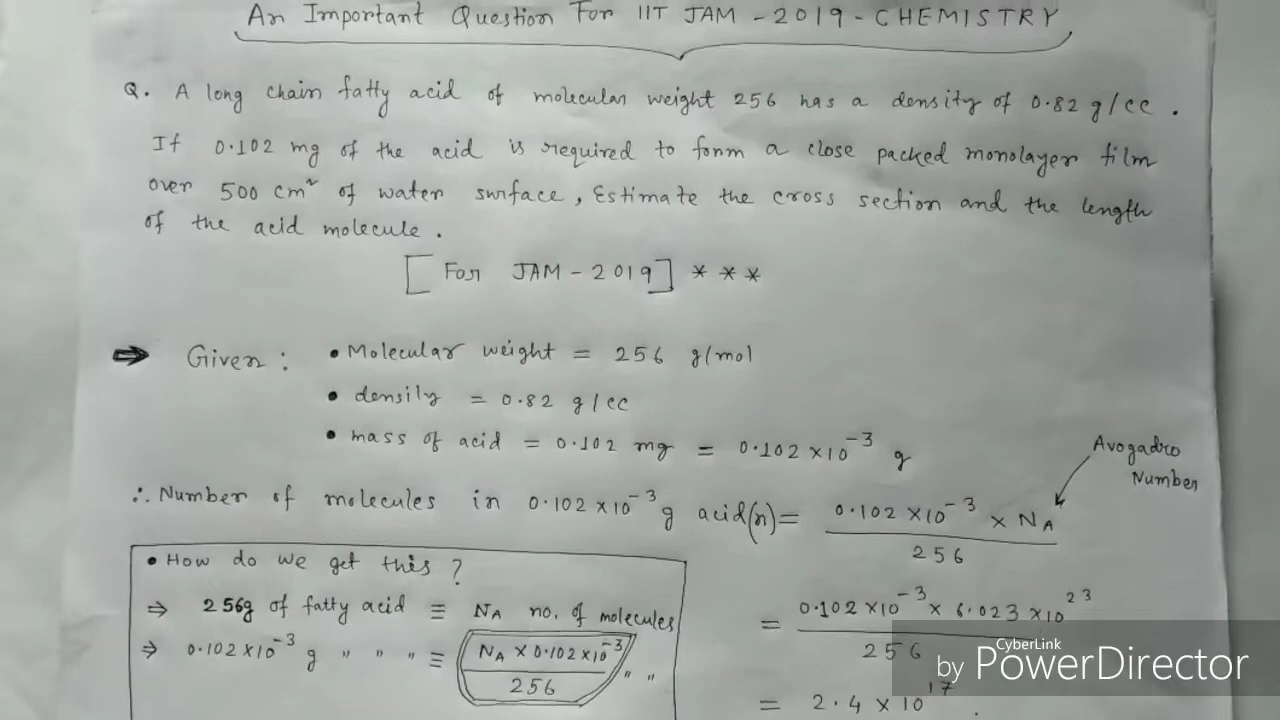 An Important Question For IIT JAM - 2019 - CHEMISTRY
Q. A long chain fatty acid of molecular weight 256 has a density of 0.82 g/cc.
If 0.102 mg of the acid is required to form a close packed monolayer film
over 500 cm² of water surface, Estimate the cross section and the length
of the acid molecule.
[For JAM - 2019] ***
⇒ Given: • Molecular weight = 256 g/mol
• density = 0.82 g/cc
• mass of acid = 0.102 mg = 0.102 × 10⁻³ g
Avogadro
Number
∴ Number of molecules in 0.102 × 10⁻³ g acid(n) = 0.102 × 10⁻³ × N_A / 256
• How do we get this?
⇒ 256g of fatty acid ≡ N_A no. of molecules
⇒ 0.102 × 10⁻³ g " " " ≡ N_A × 0.102 × 10⁻³ / 256 " "
= 0.102 × 10⁻³ × 6.023 × 10²³ / 256
= 2.4 × 10¹⁷.
CyberLink
by PowerDirector